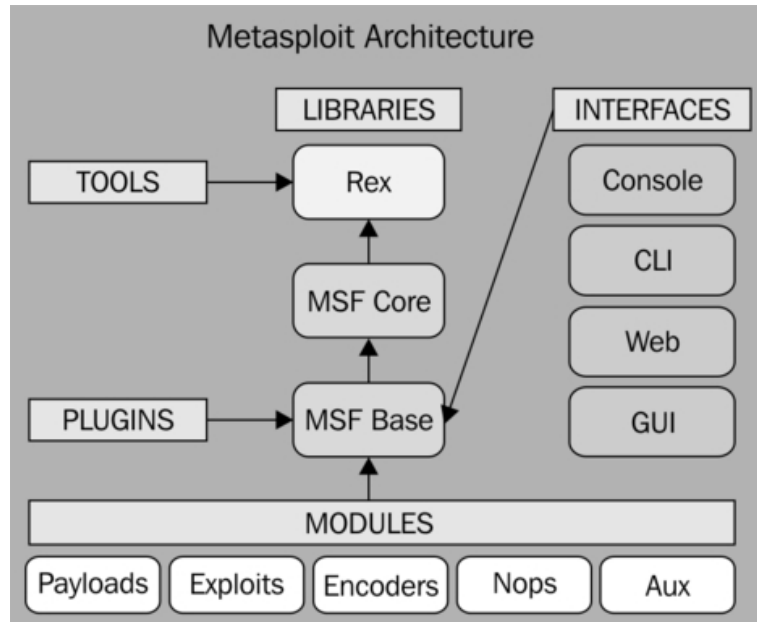 Metasploit Architecture
LIBRARIES
INTERFACES
TOOLS
Rex
Console
MSF Core
CLI
Web
PLUGINS
MSF Base
GUI
MODULES
Payloads
Exploits
Encoders
Nops
Aux